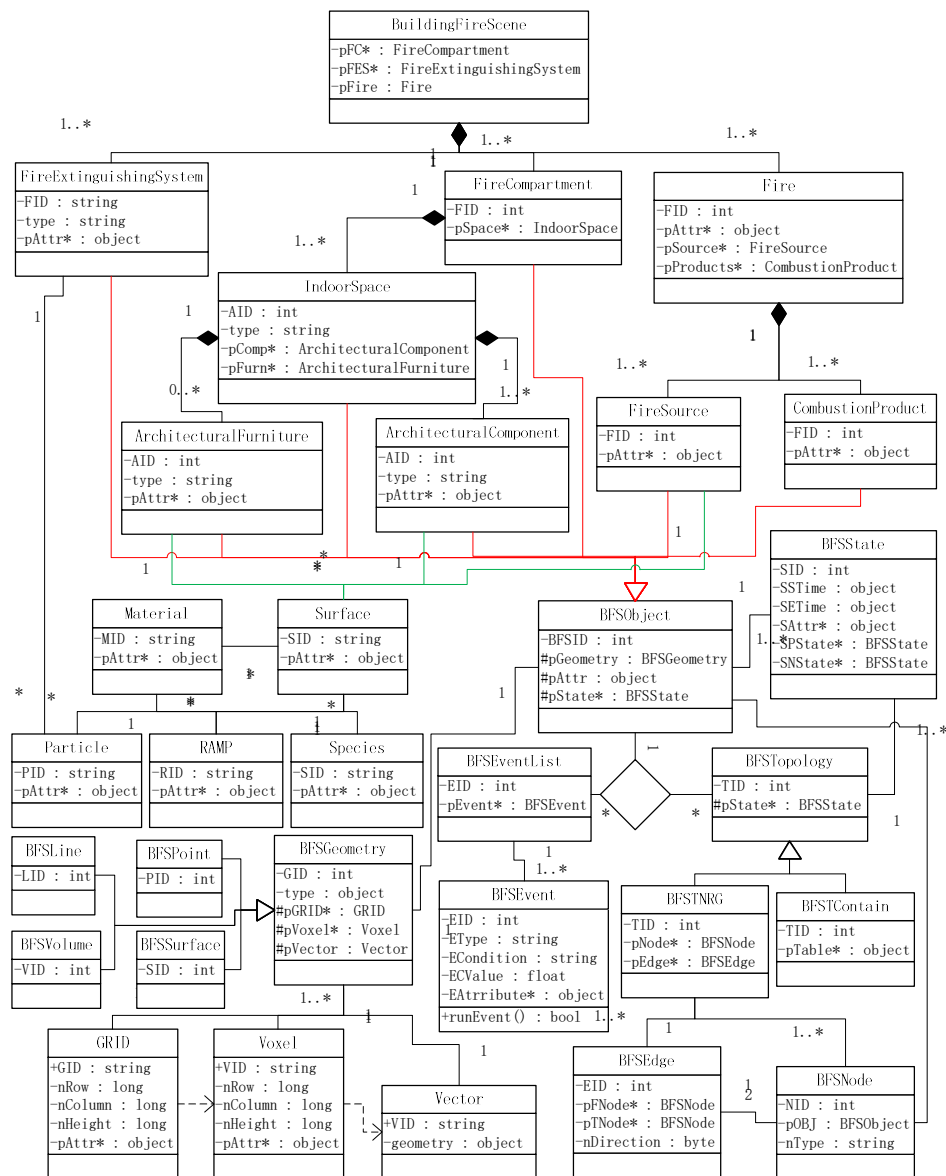 BuildingFireScene
-pFC* : FireCompartment
-pFES* : FireExtinguishingSystem
-pFire : Fire
1..*
1..*
1..*
1
1
FireExtinguishingSystem
-FID : string
-type : string
-pAttr* : object
FireCompartment
-FID : int
-pSpace* : IndoorSpace
Fire
-FID : int
-pAttr* : object
-pSource* : FireSource
-pProducts* : CombustionProduct
1
1..*
IndoorSpace
-AID : int
-type : string
-pComp* : ArchitecturalComponent
-pFurn* : ArchitecturalFurniture
1
1
1
1
0..*
1..*
1..*
1..*
ArchitecturalFurniture
-AID : int
-type : string
-pAttr* : object
ArchitecturalComponent
-AID : int
-type : string
-pAttr* : object
FireSource
-FID : int
-pAttr* : object
CombustionProduct
-FID : int
-pAttr* : object
1
1
1
*
*
BFSState
-SID : int
-SSTime : object
-SETime : object
-SAttr* : object
-SPState* : BFSState
-SNState* : BFSState
Material
-MID : string
-pAttr* : object
Surface
-SID : string
-pAttr* : object
BFSObject
-BFSID : int
#pGeometry : BFSGeometry
#pAttr : object
#pState* : BFSState
1
1..*
*
*
*
*
*
1
1
1
1
1..*
Particle
-PID : string
-pAttr* : object
RAMP
-RID : string
-pAttr* : object
Species
-SID : string
-pAttr* : object
BFSEventList
-EID : int
-pEvent* : BFSEvent
BFSTopology
-TID : int
#pState* : BFSState
1
*
*
1
1
1..*
BFSLine
-LID : int
BFSPoint
-PID : int
BFSGeometry
-GID : int
-type : object
#pGRID* : GRID
#pVoxel* : Voxel
#pVector : Vector
BFSVolume
-VID : int
BFSSurface
-SID : int
BFSEvent
-EID : int
-EType : string
-ECondition : string
-ECValue : float
-EAtrribute* : object
+runEvent() : bool
BFSTNRG
-TID : int
-pNode* : BFSNode
-pEdge* : BFSEdge
BFSTContain
-TID : int
-pTable* : object
1
1..*
1
1
1..*
1
1..*
GRID
+GID : string
-nRow : long
-nColumn : long
-nHeight : long
-pAttr* : object
Voxel
+VID : string
-nRow : long
-nColumn : long
-nHeight : long
-pAttr* : object
Vector
+VID : string
-geometry : object
BFSEdge
-EID : int
-pFNode* : BFSNode
-pTNode* : BFSNode
-nDirection : byte
1
2
BFSNode
-NID : int
-pOBJ : BFSObject
-nType : string